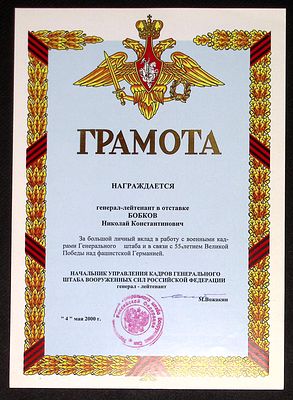 ГРАМОТА
НАГРАЖДАЕТСЯ
генерал-лейтенант в отставке
БОБКОВ
Николай Константинович
За большой личный вклад в работу с военными кад-
рами Генерального штаба и в связи с 55-летием Великой
Победы над фашистской Германией.
НАЧАЛЬНИК УПРАВЛЕНИЯ КАДРОВ ГЕНЕРАЛЬНОГО
ШТАБА ВООРУЖЕННЫХ СИЛ РОССИЙСКОЙ ФЕДЕРАЦИИ
генерал - лейтенант
М.Вожакин
" 4 " мая 2000 г.